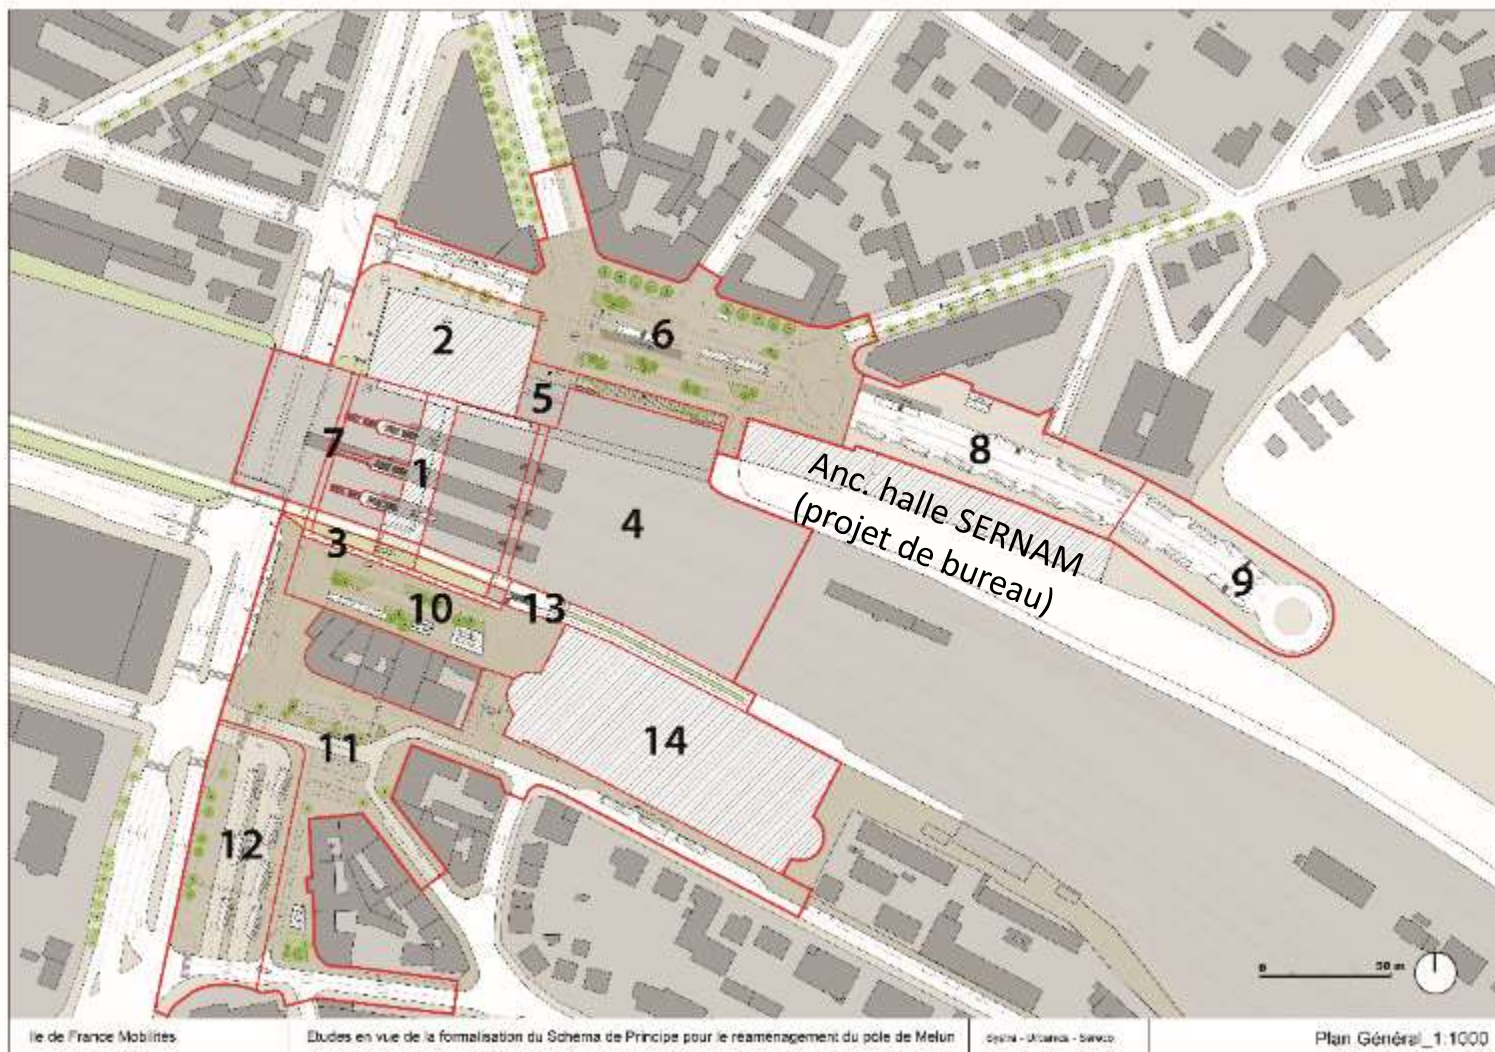 2
6
5
8
7
1
Anc. halle SERNAM
(projet de bureau)
4
3
9
10
13
14
11
12
0
50 m
Ile de France Mobilités
Etudes en vue de la formalisation du Schéma de Principe pour le réaménagement du pôle de Melun
Plan Général_1:1000